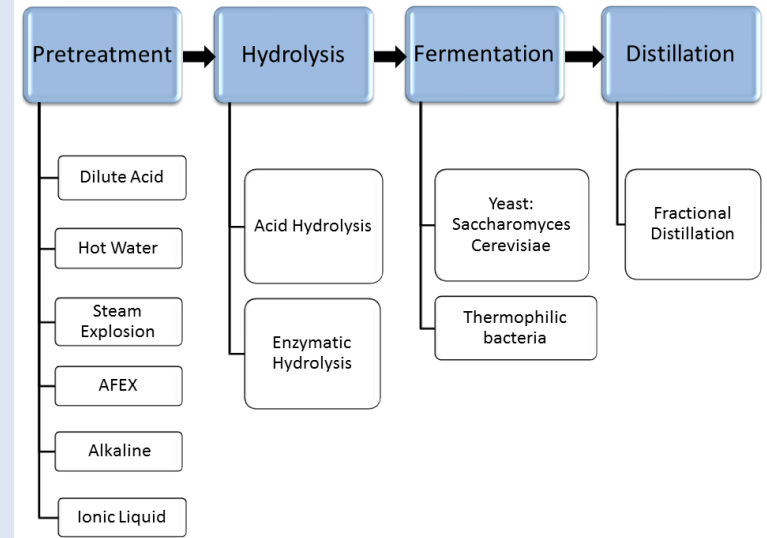 Pretreatment
Hydrolysis
Fermentation
Distillation
Dilute Acid
Hot Water
Steam
Explosion
AFEX
Alkaline
Ionic Liquid
Acid Hydrolysis
Enzymatic
Hydrolysis
Yeast:
Saccharomyces
Cerevisiae
Thermophilic
bacteria
Fractional
Distillation